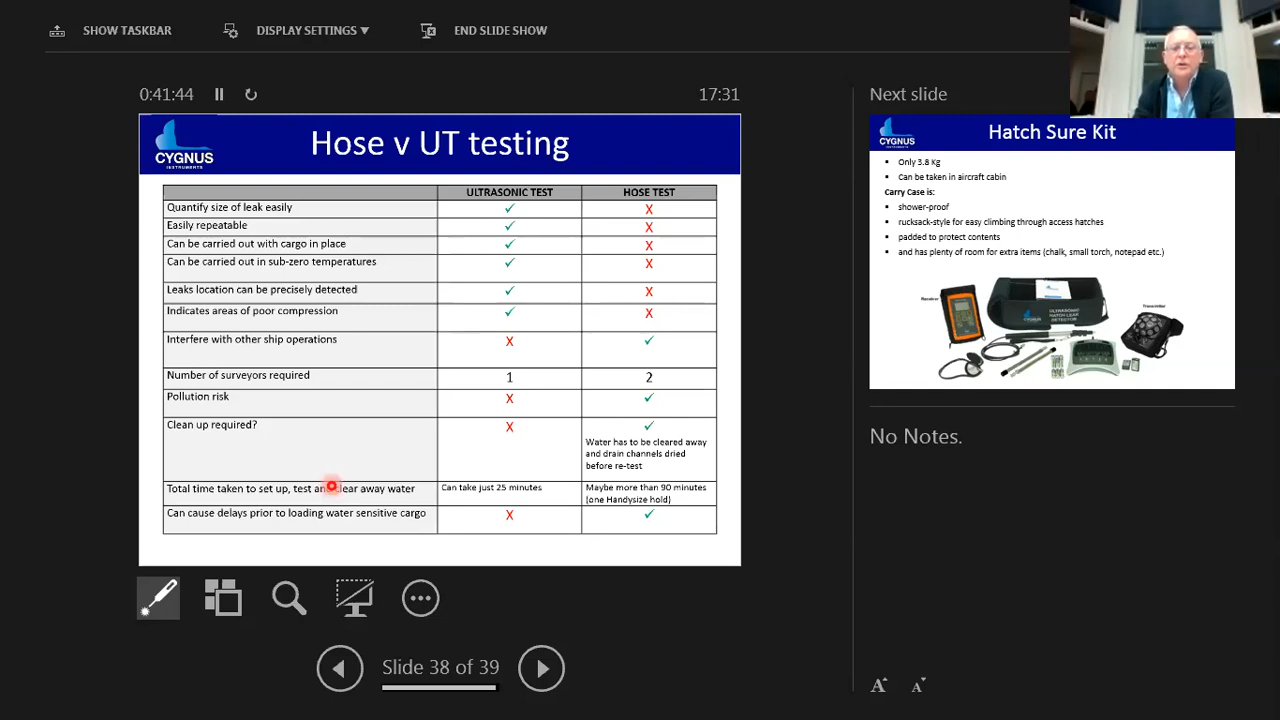 SHOW TASKBAR
DISPLAY SETTINGS ▼
END SLIDE SHOW
0:41:44
17:31
CYGNUS
INSTRUMENTS
Hose v UT testing
ULTRASONIC TEST HOSE TEST
Quantify size of leak easily ✓ X
Easily repeatable ✓ X
Can be carried out with cargo in place ✓ X
Can be carried out in sub-zero temperatures ✓ X
Leaks location can be precisely detected ✓ X
Indicates areas of poor compression ✓ X
Interfere with other ship operations X ✓
Number of surveyors required 1 2
Pollution risk X ✓
Clean up required? X ✓
Water has to be cleared away
and drain channels dried
before re-test
Total time taken to set up, test and clear away water Can take just 25 minutes Maybe more than 90 minutes
(one Handysize hold)
Can cause delays prior to loading water sensitive cargo X ✓
Slide 38 of 39
Next slide
CYGNUS
INSTRUMENTS
Hatch Sure Kit
▪ Only 3.8 Kg
▪ Can be taken in aircraft cabin
Carry Case is:
▪ shower-proof
▪ rucksack-style for easy climbing through access hatches
▪ padded to protect contents
▪ and has plenty of room for extra items (chalk, small torch, notepad etc.)
Receiver
Transmitter
CYGNUS
ULTRASONIC
HATCH LEAK
DETECTOR
No Notes.
A A